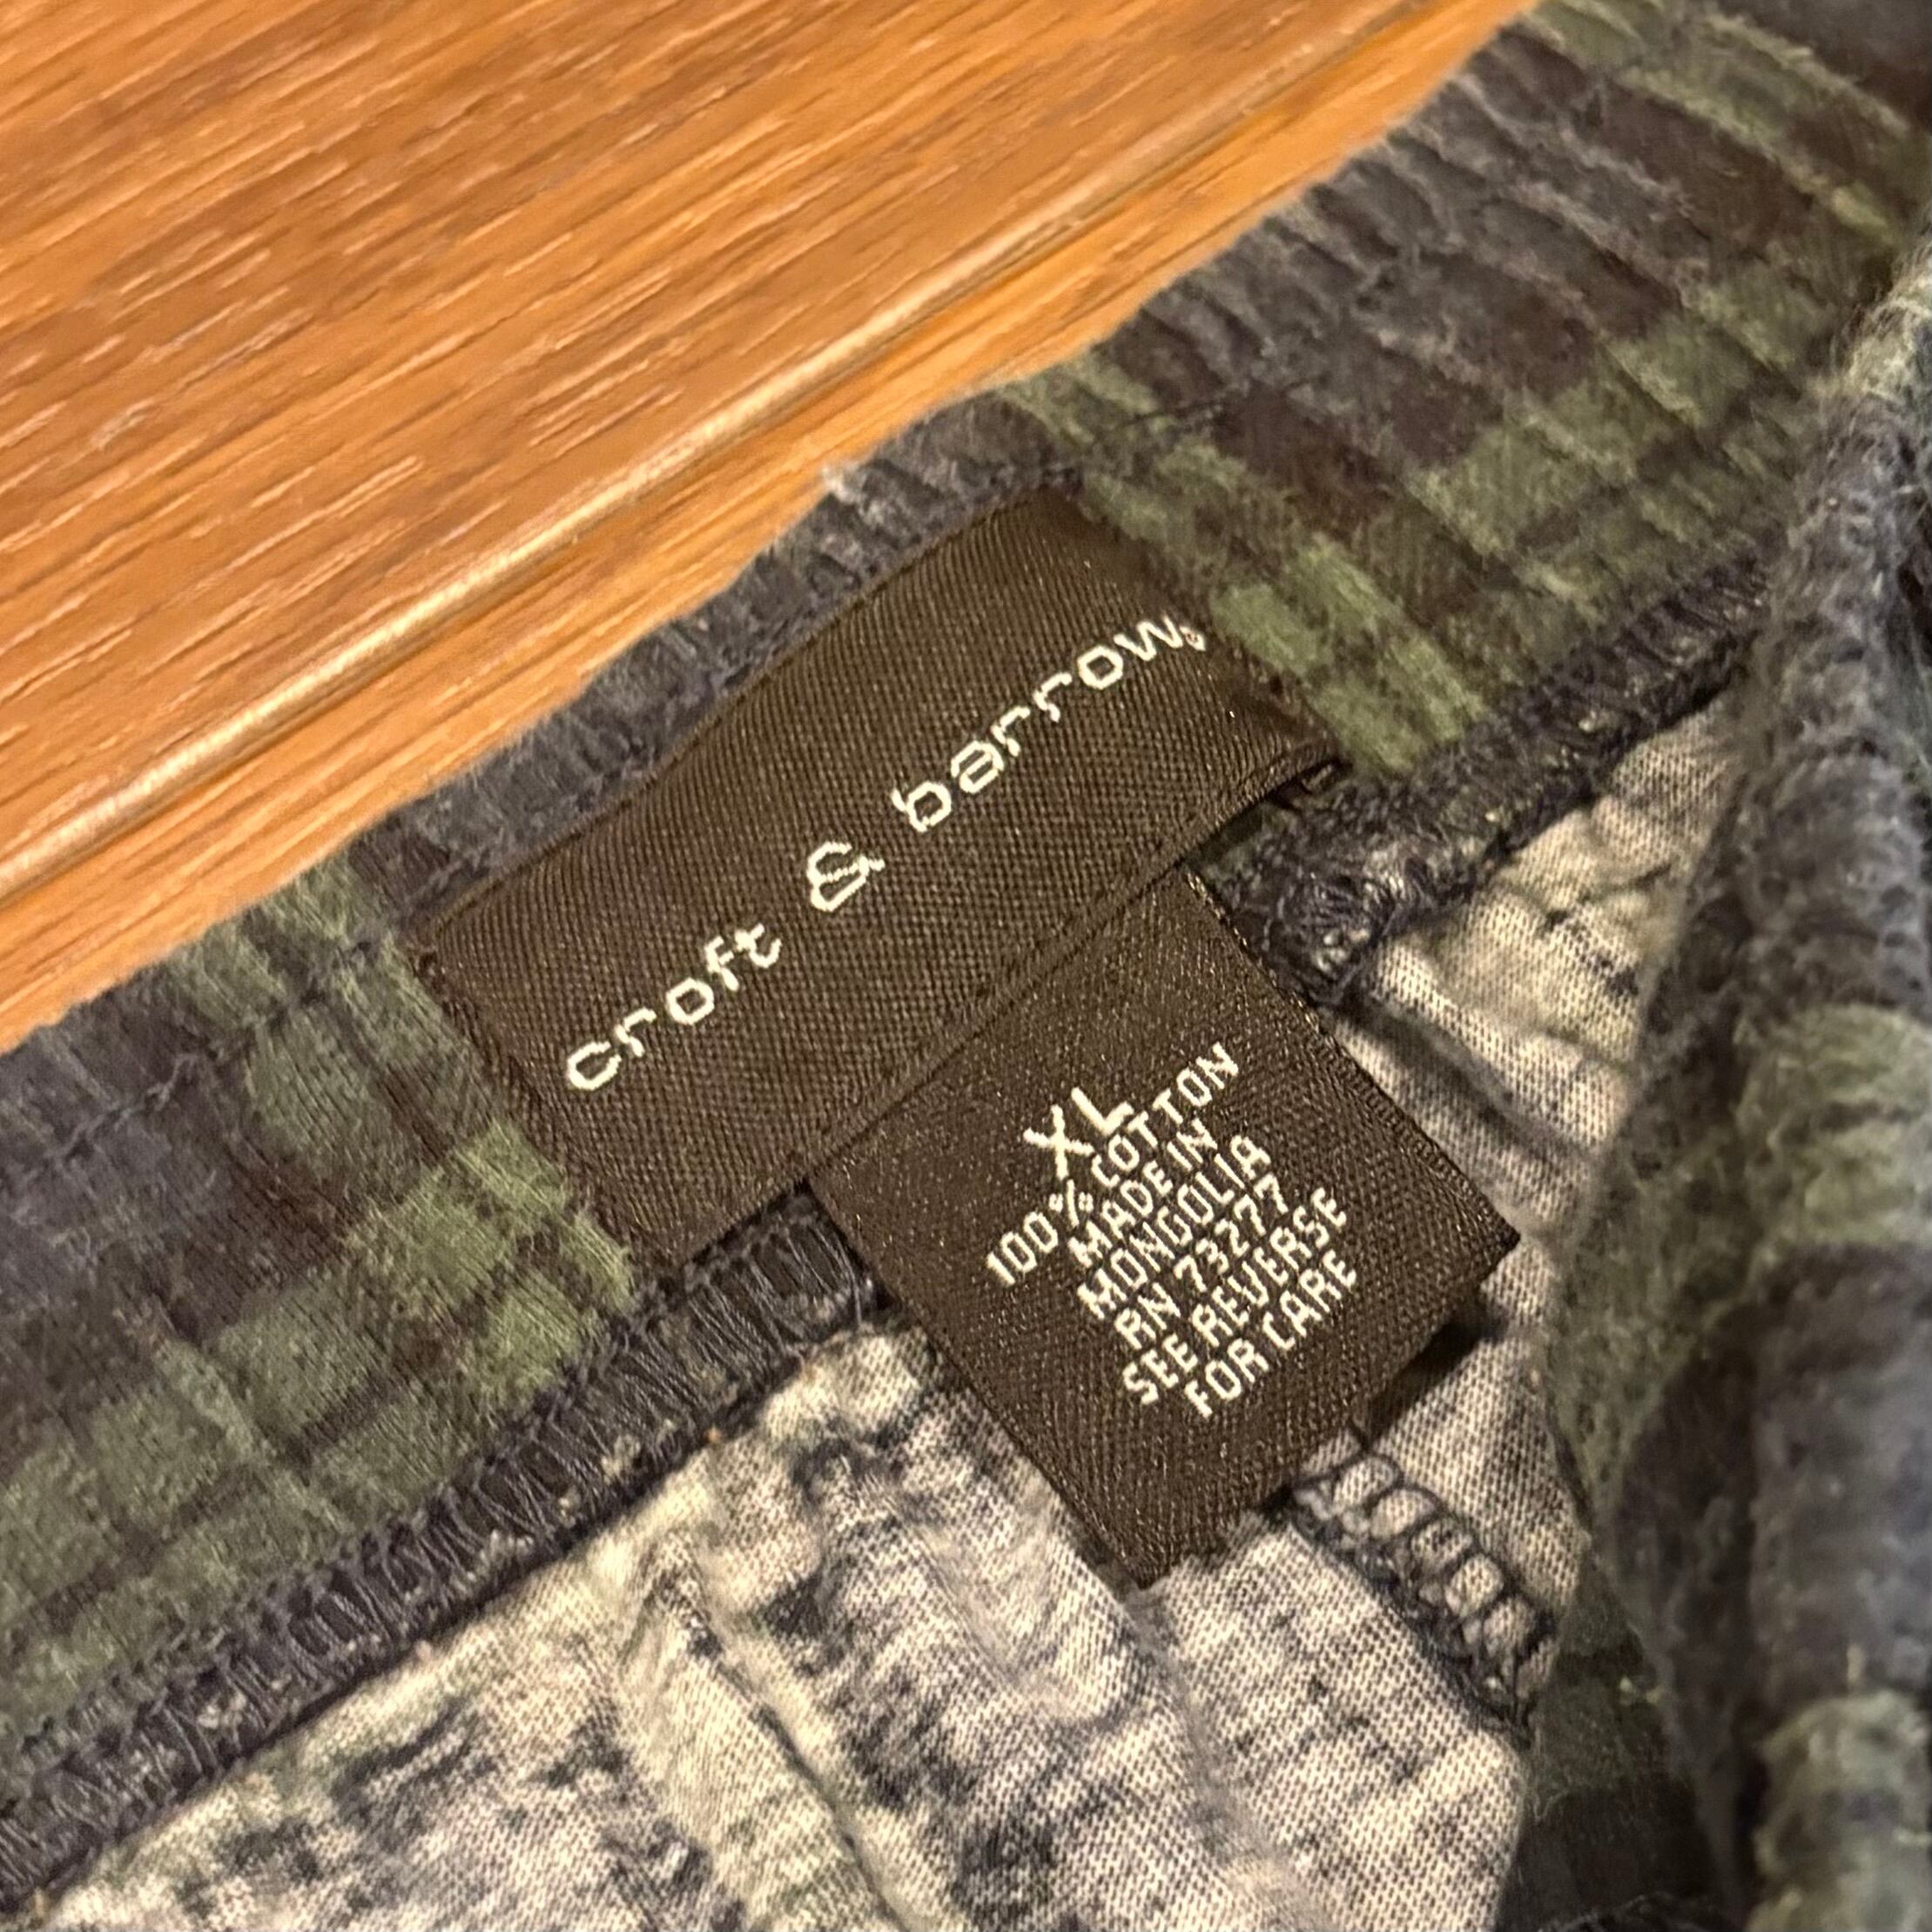 croft & barrow®
XL
100% COTTON
MADE IN
MONGOLIA
RN 73277
SEE REVERSE
FOR CARE